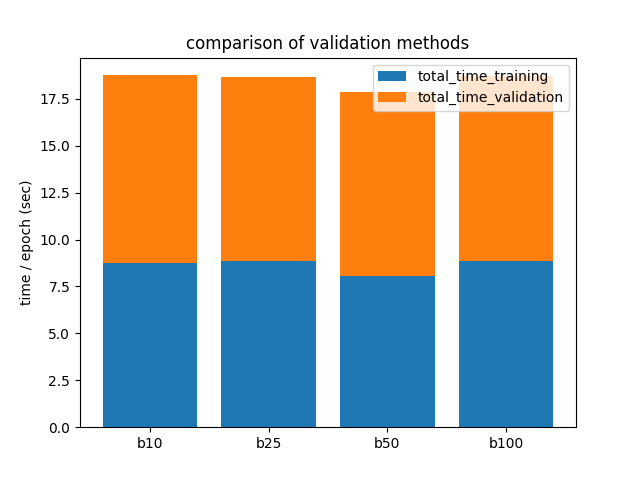 comparison of validation methods
total_time_training
total_time_validation
time / epoch (sec)
17.5
15.0
12.5
10.0
7.5
5.0
2.5
0.0
b10 b25 b50 b100